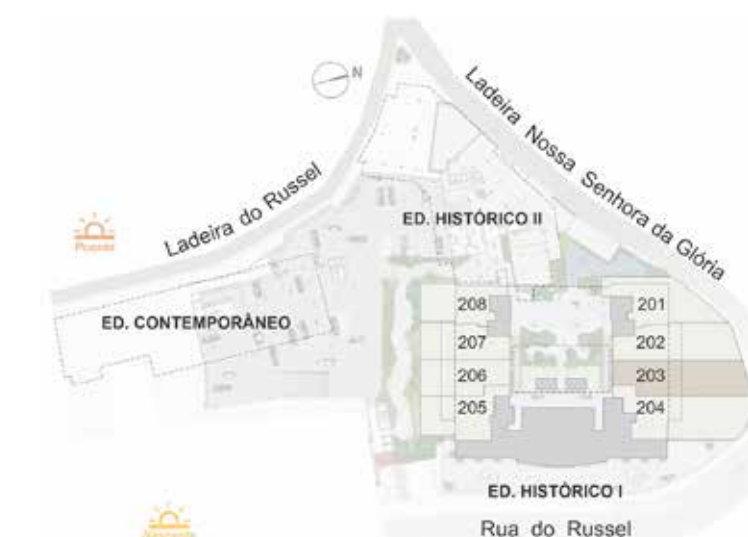 N
Ladeira Nossa Senhora da Glória
Ladeira do Russel
Poente
ED. HISTÓRICO II
ED. CONTEMPORÂNEO
208
201
207
202
206
203
205
204
ED. HISTÓRICO I
Rua do Russel